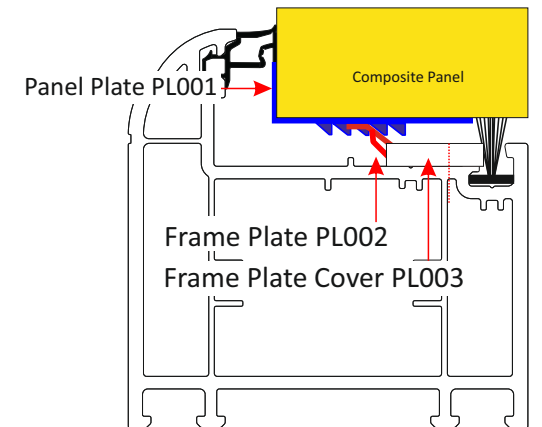 Composite Panel
Panel Plate PL001
Frame Plate PL002
Frame Plate Cover PL003